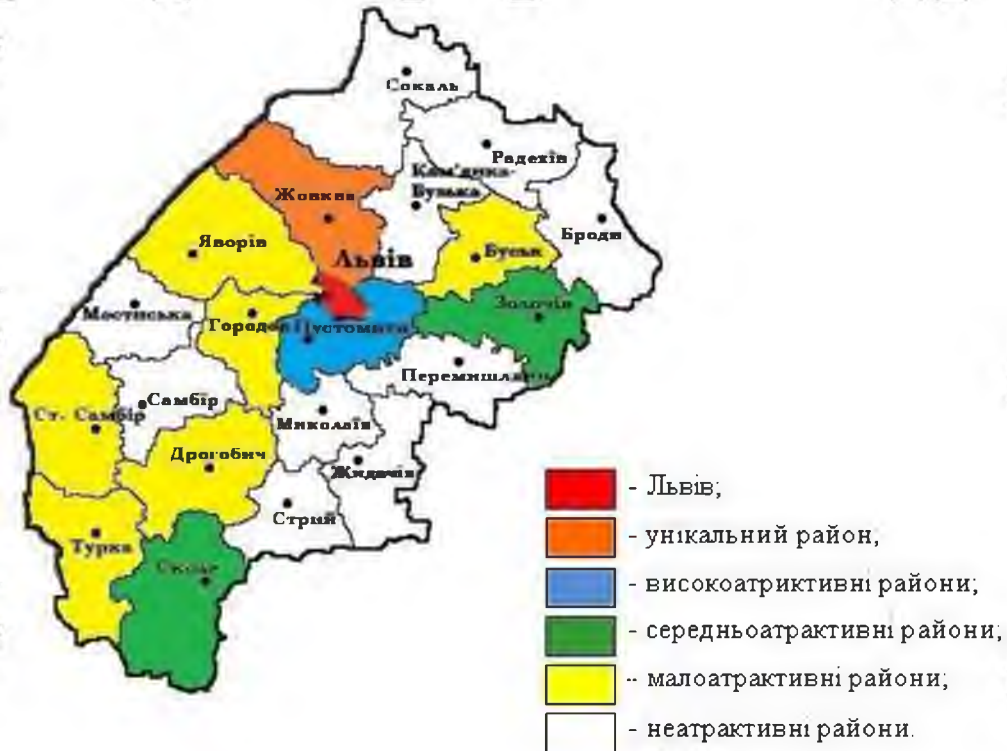 Сокаль
Радехів
Кам'янка-
Бузька
Жовква
Броди
Яворів
Львів
Буськ
Мостиська
Золочів
Городок
Пустомити
Перемишляни
Самбір
Ст. Самбір
Миколаїв
Дрогобич
Жидачів
Стрий
Турка
Сколе
- Львів;
- унікальний район;
- високоатриктивні райони;
- середньоатрактивні райони;
- малоатрактивні райони;
- неатрактивні райони.